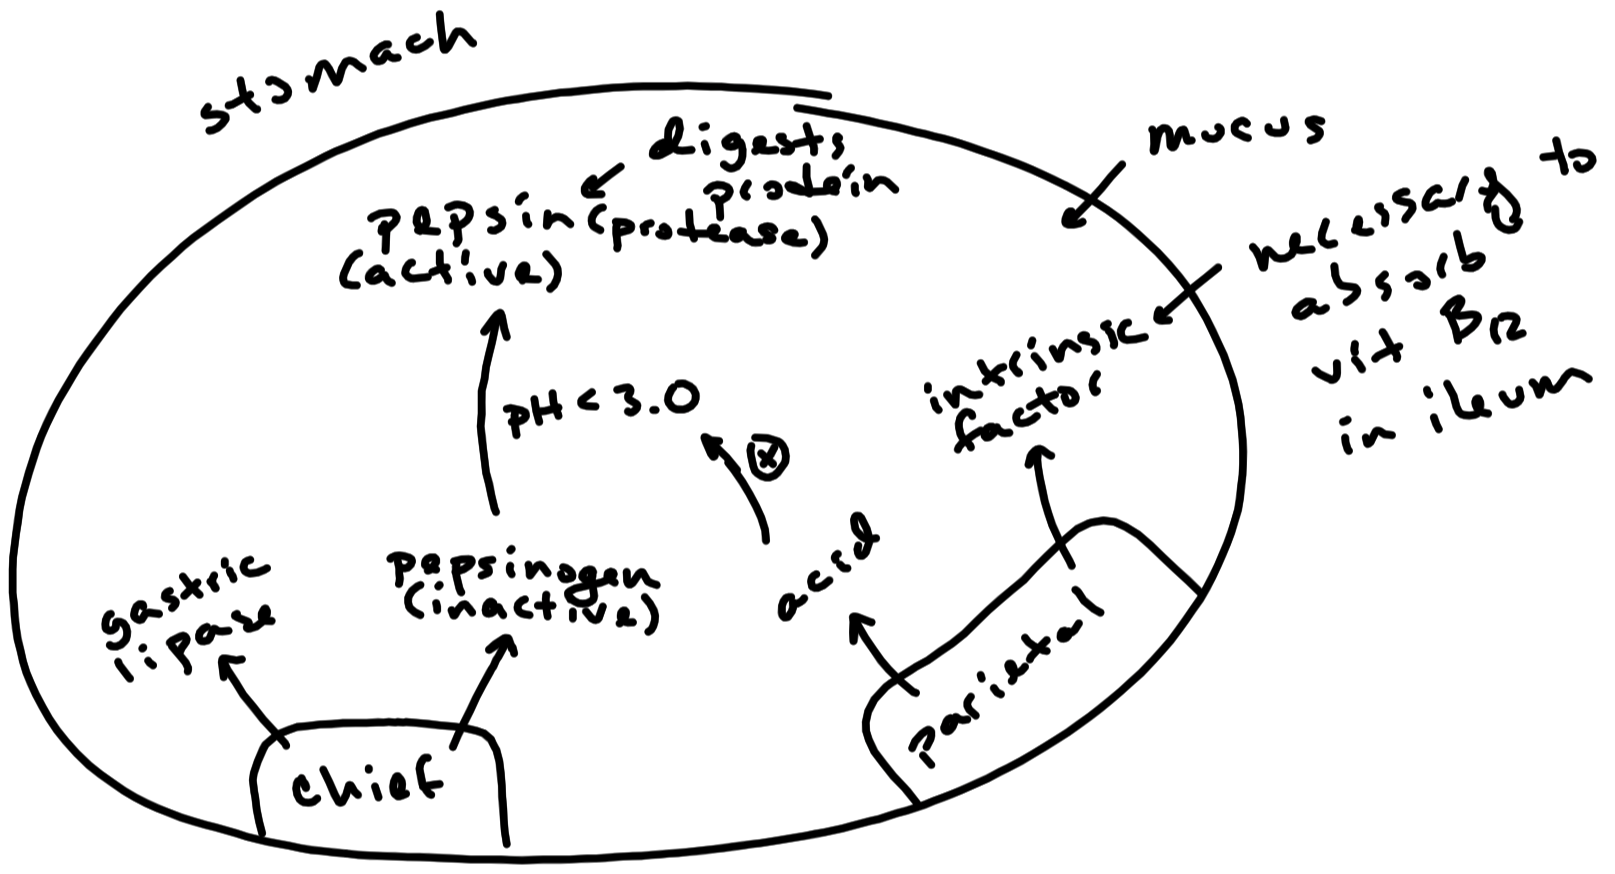 stomach
digests
protein
pepsin (protease)
(active)
mucus
necessary to
absorb
vit B12
in ileum
intrinsic
factor
pH < 3.0
acid
gastric
lipase
pepsinogen
(inactive)
chief
parietal